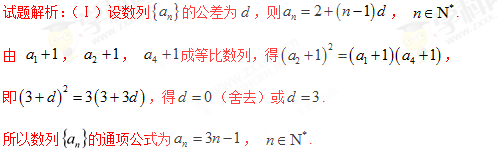 试题解析:(Ⅰ)设数列{aₙ}的公差为 d,则aₙ=2+(n−1)d, n∈N*.
由 a₁+1, a₂+1, a₄+1成等比数列,得(a₂+1)²=(a₁+1)(a₄+1),
即(3+d)²=3(3+3d),得d=0(舍去)或d=3.
所以数列{aₙ}的通项公式为aₙ=3n−1, n∈N*.